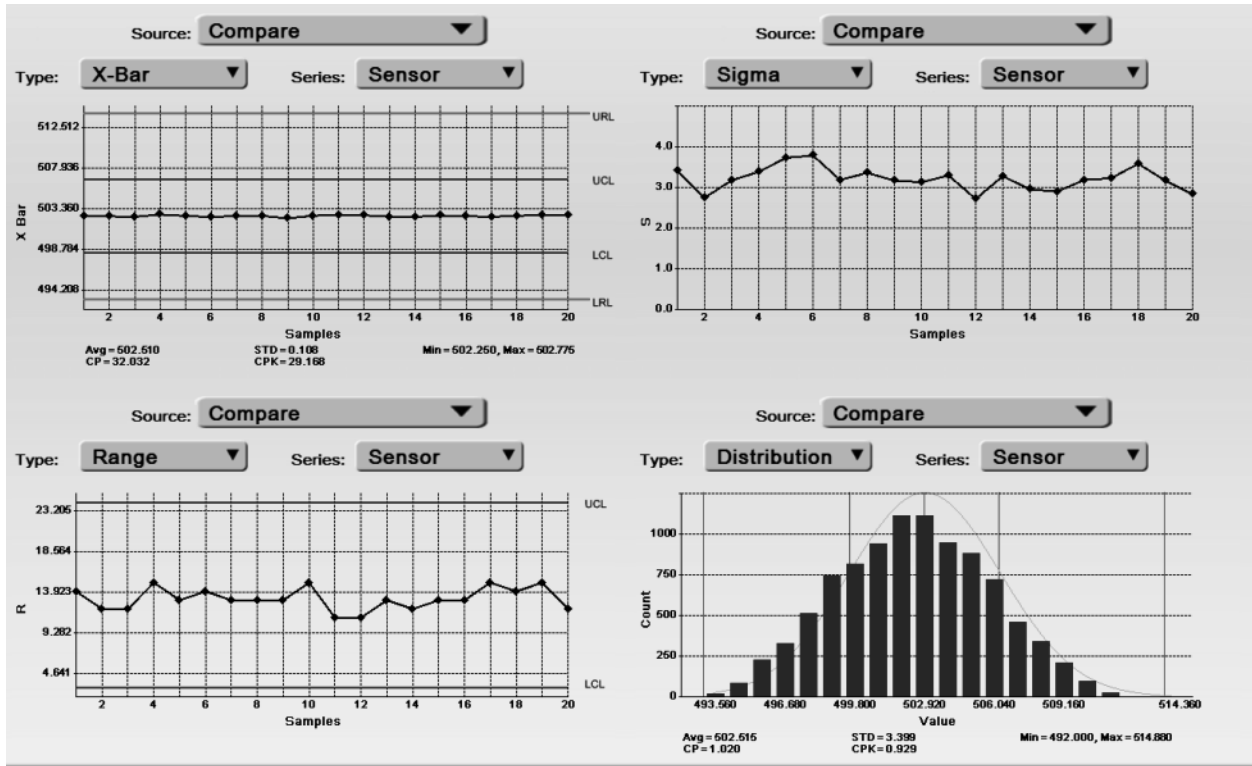 Source: Compare
Type: X-Bar Series: Sensor
URL
512.512
507.936
UCL
503.360
X Bar
498.784
LCL
494.208
LRL
2 4 6 8 10 12 14 16 18 20
Samples
Avg=502.510 STD=0.108 Min=502.250, Max=502.775
CP=32.032 CPK=29.168
Source: Compare
Type: Sigma Series: Sensor
4.0
3.0
S
2.0
1.0
0.0
2 4 6 8 10 12 14 16 18 20
Samples
Source: Compare
Type: Range Series: Sensor
UCL
23.205
18.564
13.923
R
9.282
4.641
LCL
2 4 6 8 10 12 14 16 18 20
Samples
Source: Compare
Type: Distribution Series: Sensor
1000
750
Count
500
250
0
493.560 496.680 499.800 502.920 506.040 509.160 514.360
Value
Avg=502.515 STD=3.399 Min=492.000, Max=514.880
CP=1.020 CPK=0.929